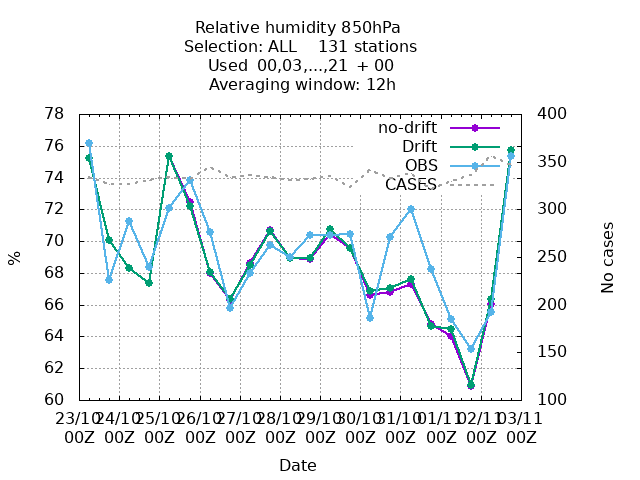 Relative humidity 850hPa
Selection: ALL    131 stations
Used  00,03,...,21  + 00
Averaging window: 12h
no-drift
Drift
OBS
CASES
78
76
74
72
70
68
66
64
62
60
%
400
350
300
250
200
150
100
No cases
23/10 24/10 25/10 26/10 27/10 28/10 29/10 30/10 31/10 01/11 02/11 03/11
00Z 00Z 00Z 00Z 00Z 00Z 00Z 00Z 00Z 00Z 00Z 00Z
Date